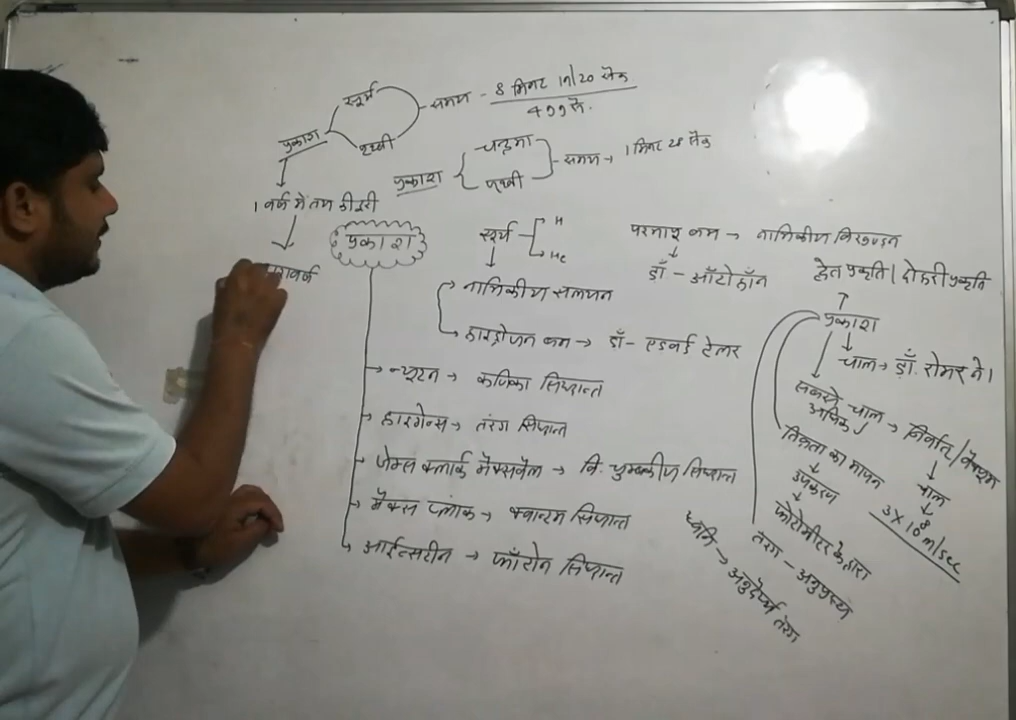 प्रकाश
सूर्य
पृथ्वी
समय - 8 मिनट 19/20 सेक
499 से.
प्रकाश
चन्द्रमा
पृथ्वी
समय → 1 मिनट 28 सेक
1 वर्ष में तय की दूरी
वर्ष
प्रकाश
सूर्य
H
He
नाभिकीय संलयन
हाइड्रोजन बम → डॉ - एडवर्ड टेलर
परमाणु बम → नाभिकीय विखण्डन
डॉ - ऑटोहॉन
→ न्यूटन → कणिका सिद्धान्त
→ हाइगेन्स → तरंग सिद्धान्त
→ जेम्स क्लार्क मैक्सवेल → वि. चुम्बकीय सिद्धान्त
→ मैक्स प्लांक → क्वान्टम सिद्धान्त
→ आईन्सटीन → फोटॉन सिद्धान्त
द्वैत प्रकृति / दोहरी प्रकृति
प्रकाश
चाल → डॉ. रोमर ने।
सबसे अधिक चाल → निर्वात /
चाल
3 × 10⁸ m/sec
तीव्रता का मापन
उपकरण
फोटोमीटर के द्वारा
तरंग - अनुप्रस्थ
ध्वनि → अनुदैर्ध्य तरंग